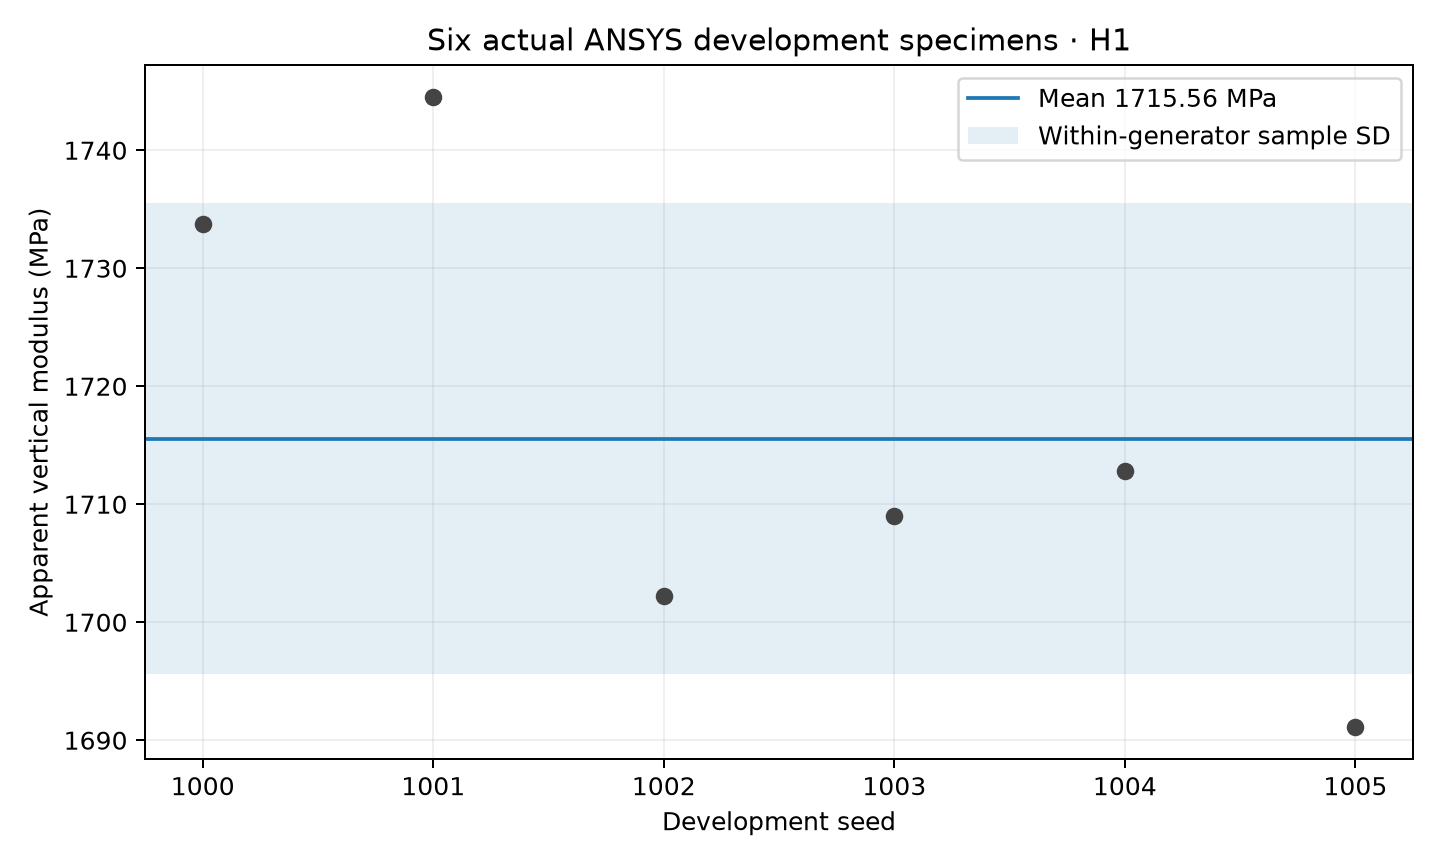 Six actual ANSYS development specimens · H1
Mean 1715.56 MPa
Within-generator sample SD
Apparent vertical modulus (MPa)
1740
1730
1720
1710
1700
1690
1000 1001 1002 1003 1004 1005
Development seed